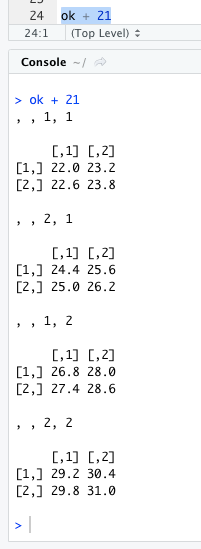 24 ok + 21
24:1 (Top Level)
Console ~/
> ok + 21
, , 1, 1
[,1] [,2]
[1,] 22.0 23.2
[2,] 22.6 23.8
, , 2, 1
[,1] [,2]
[1,] 24.4 25.6
[2,] 25.0 26.2
, , 1, 2
[,1] [,2]
[1,] 26.8 28.0
[2,] 27.4 28.6
, , 2, 2
[,1] [,2]
[1,] 29.2 30.4
[2,] 29.8 31.0
>